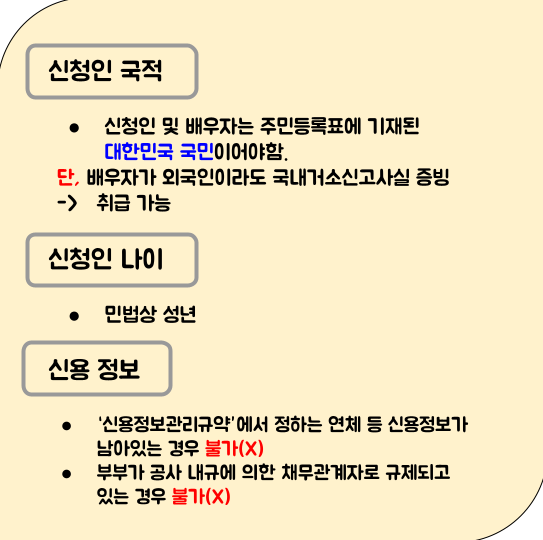 신청인 국적
● 신청인 및 배우자는 주민등록표에 기재된
대한민국 국민이어야함.
단, 배우자가 외국인이라도 국내거소신고사실 증빙
-> 취급 가능
신청인 나이
● 민법상 성년
신용 정보
● ‘신용정보관리규약’에서 정하는 연체 등 신용정보가
남아있는 경우 불가(X)
● 부부가 공사 내규에 의한 채무관계자로 규제되고
있는 경우 불가(X)